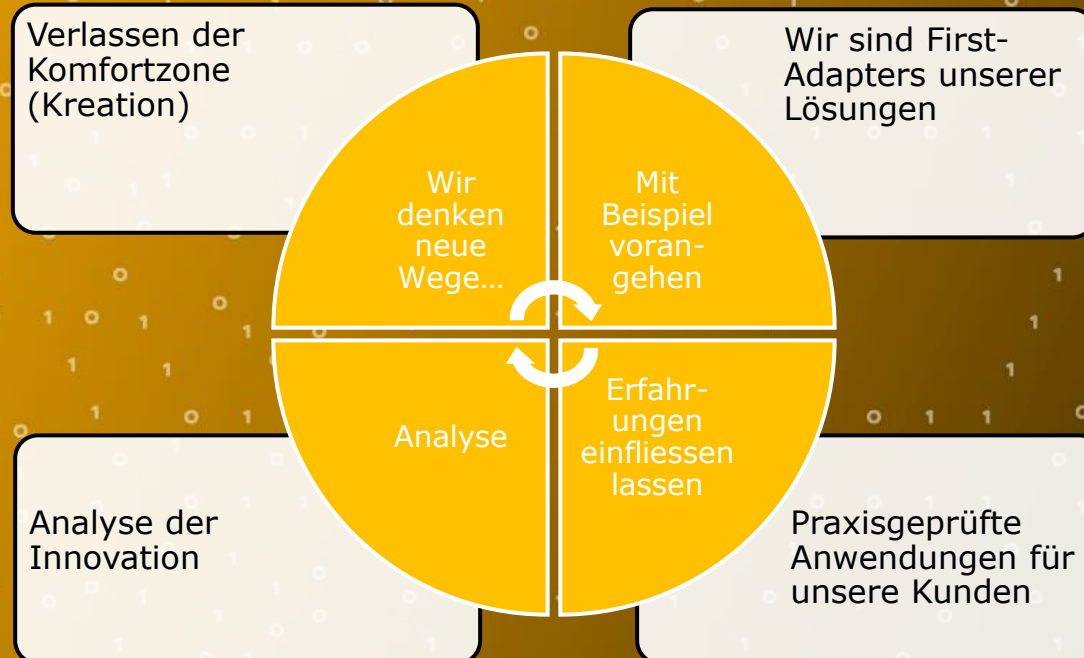 Verlassen der
Komfortzone
(Kreation)
Wir sind First-
Adapters unserer
Lösungen
Wir
denken
neue
Wege…
Mit
Beispiel
voran-
gehen
Analyse
Erfahr-
ungen
einfliessen
lassen
Analyse der
Innovation
Praxisgeprüfte
Anwendungen für
unsere Kunden